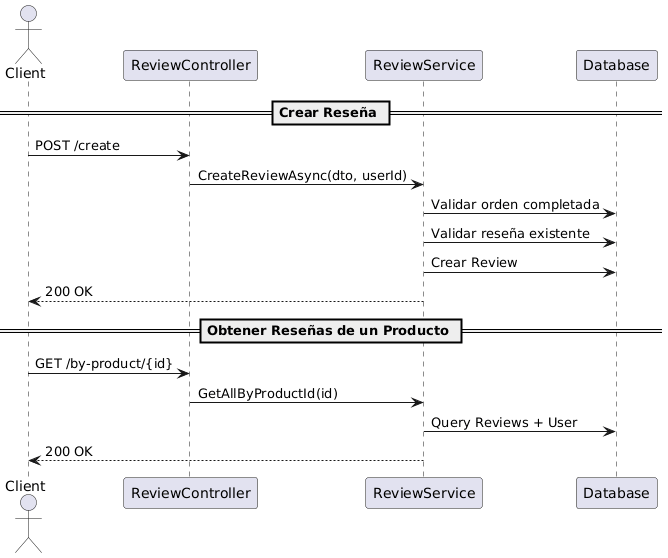 Client
ReviewController
ReviewService
Database
Crear Reseña
POST /create
CreateReviewAsync(dto, userId)
Validar orden completada
Validar reseña existente
Crear Review
200 OK
Obtener Reseñas de un Producto
GET /by-product/{id}
GetAllByProductId(id)
Query Reviews + User
200 OK
Client
ReviewController
ReviewService
Database